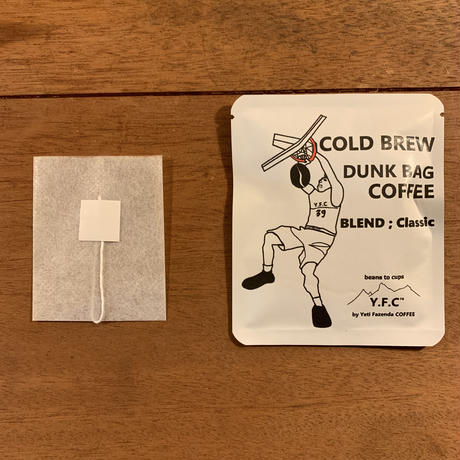 COLD BREW
DUNK BAG
COFFEE
BLEND ; Classic
Y.F.C
39
beans to cups
Y.F.C™
by Yeti Fazenda COFFEE